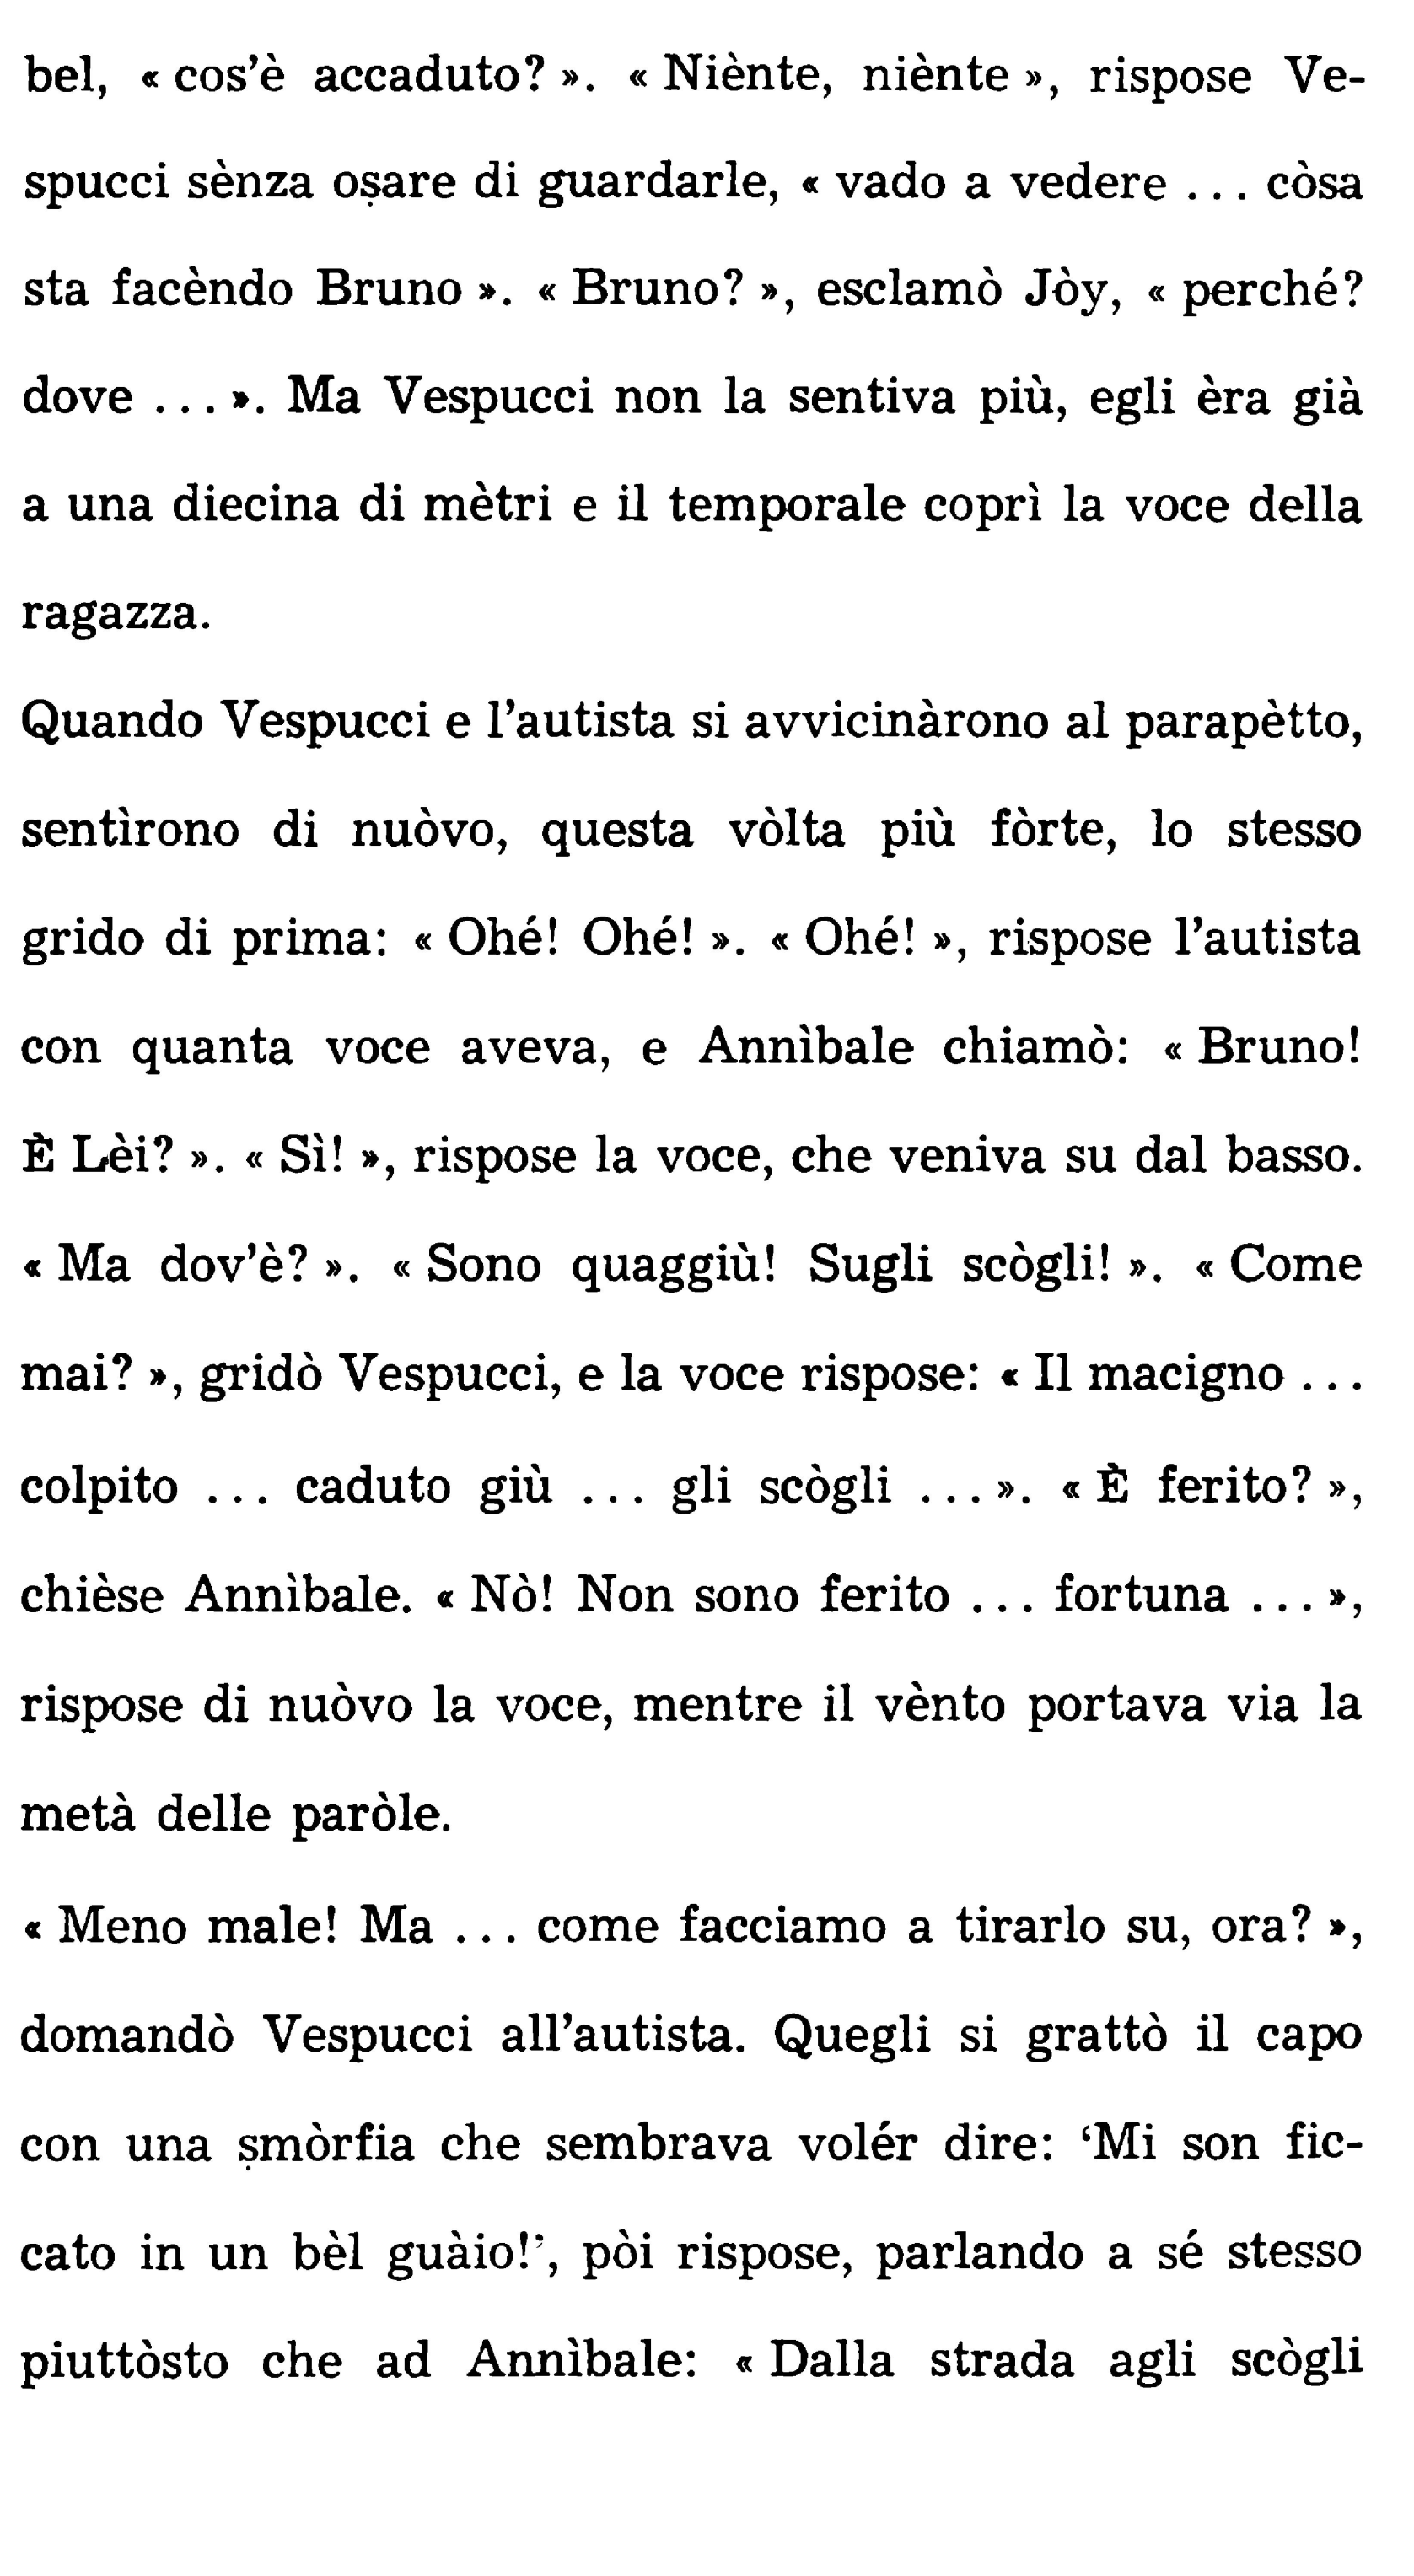 bel, « cos'è accaduto? ». « Niènte, niènte », rispose Ve-
spucci sènza oṣare di guardarle, « vado a vedere ... còsa
sta facèndo Bruno ». « Bruno? », esclamò Jòy, « perché?
dove ... ». Ma Vespucci non la sentiva più, egli èra già
a una diecina di mètri e il temporale coprì la voce della
ragazza.
Quando Vespucci e l'autista si avvicinàrono al parapètto,
sentìrono di nuòvo, questa vòlta più fòrte, lo stesso
grido di prima: « Ohé! Ohé! ». « Ohé! », rispose l'autista
con quanta voce aveva, e Annìbale chiamò: « Bruno!
È Lèi? ». « Sì! », rispose la voce, che veniva su dal basso.
« Ma dov'è? ». « Sono quaggiù! Sugli scògli! ». « Come
mai? », gridò Vespucci, e la voce rispose: « Il macigno ...
colpito ... caduto giù ... gli scògli ... ». « È ferito? »,
chièse Annìbale. « Nò! Non sono ferito ... fortuna ... »,
rispose di nuòvo la voce, mentre il vènto portava via la
metà delle paròle.
« Meno male! Ma ... come facciamo a tirarlo su, ora? »,
domandò Vespucci all'autista. Quegli si grattò il capo
con una ṣmòrfia che sembrava volér dire: ‘Mi son fic-
cato in un bèl guàio!’, pòi rispose, parlando a sé stesso
piuttòsto che ad Annìbale: « Dalla strada agli scògli